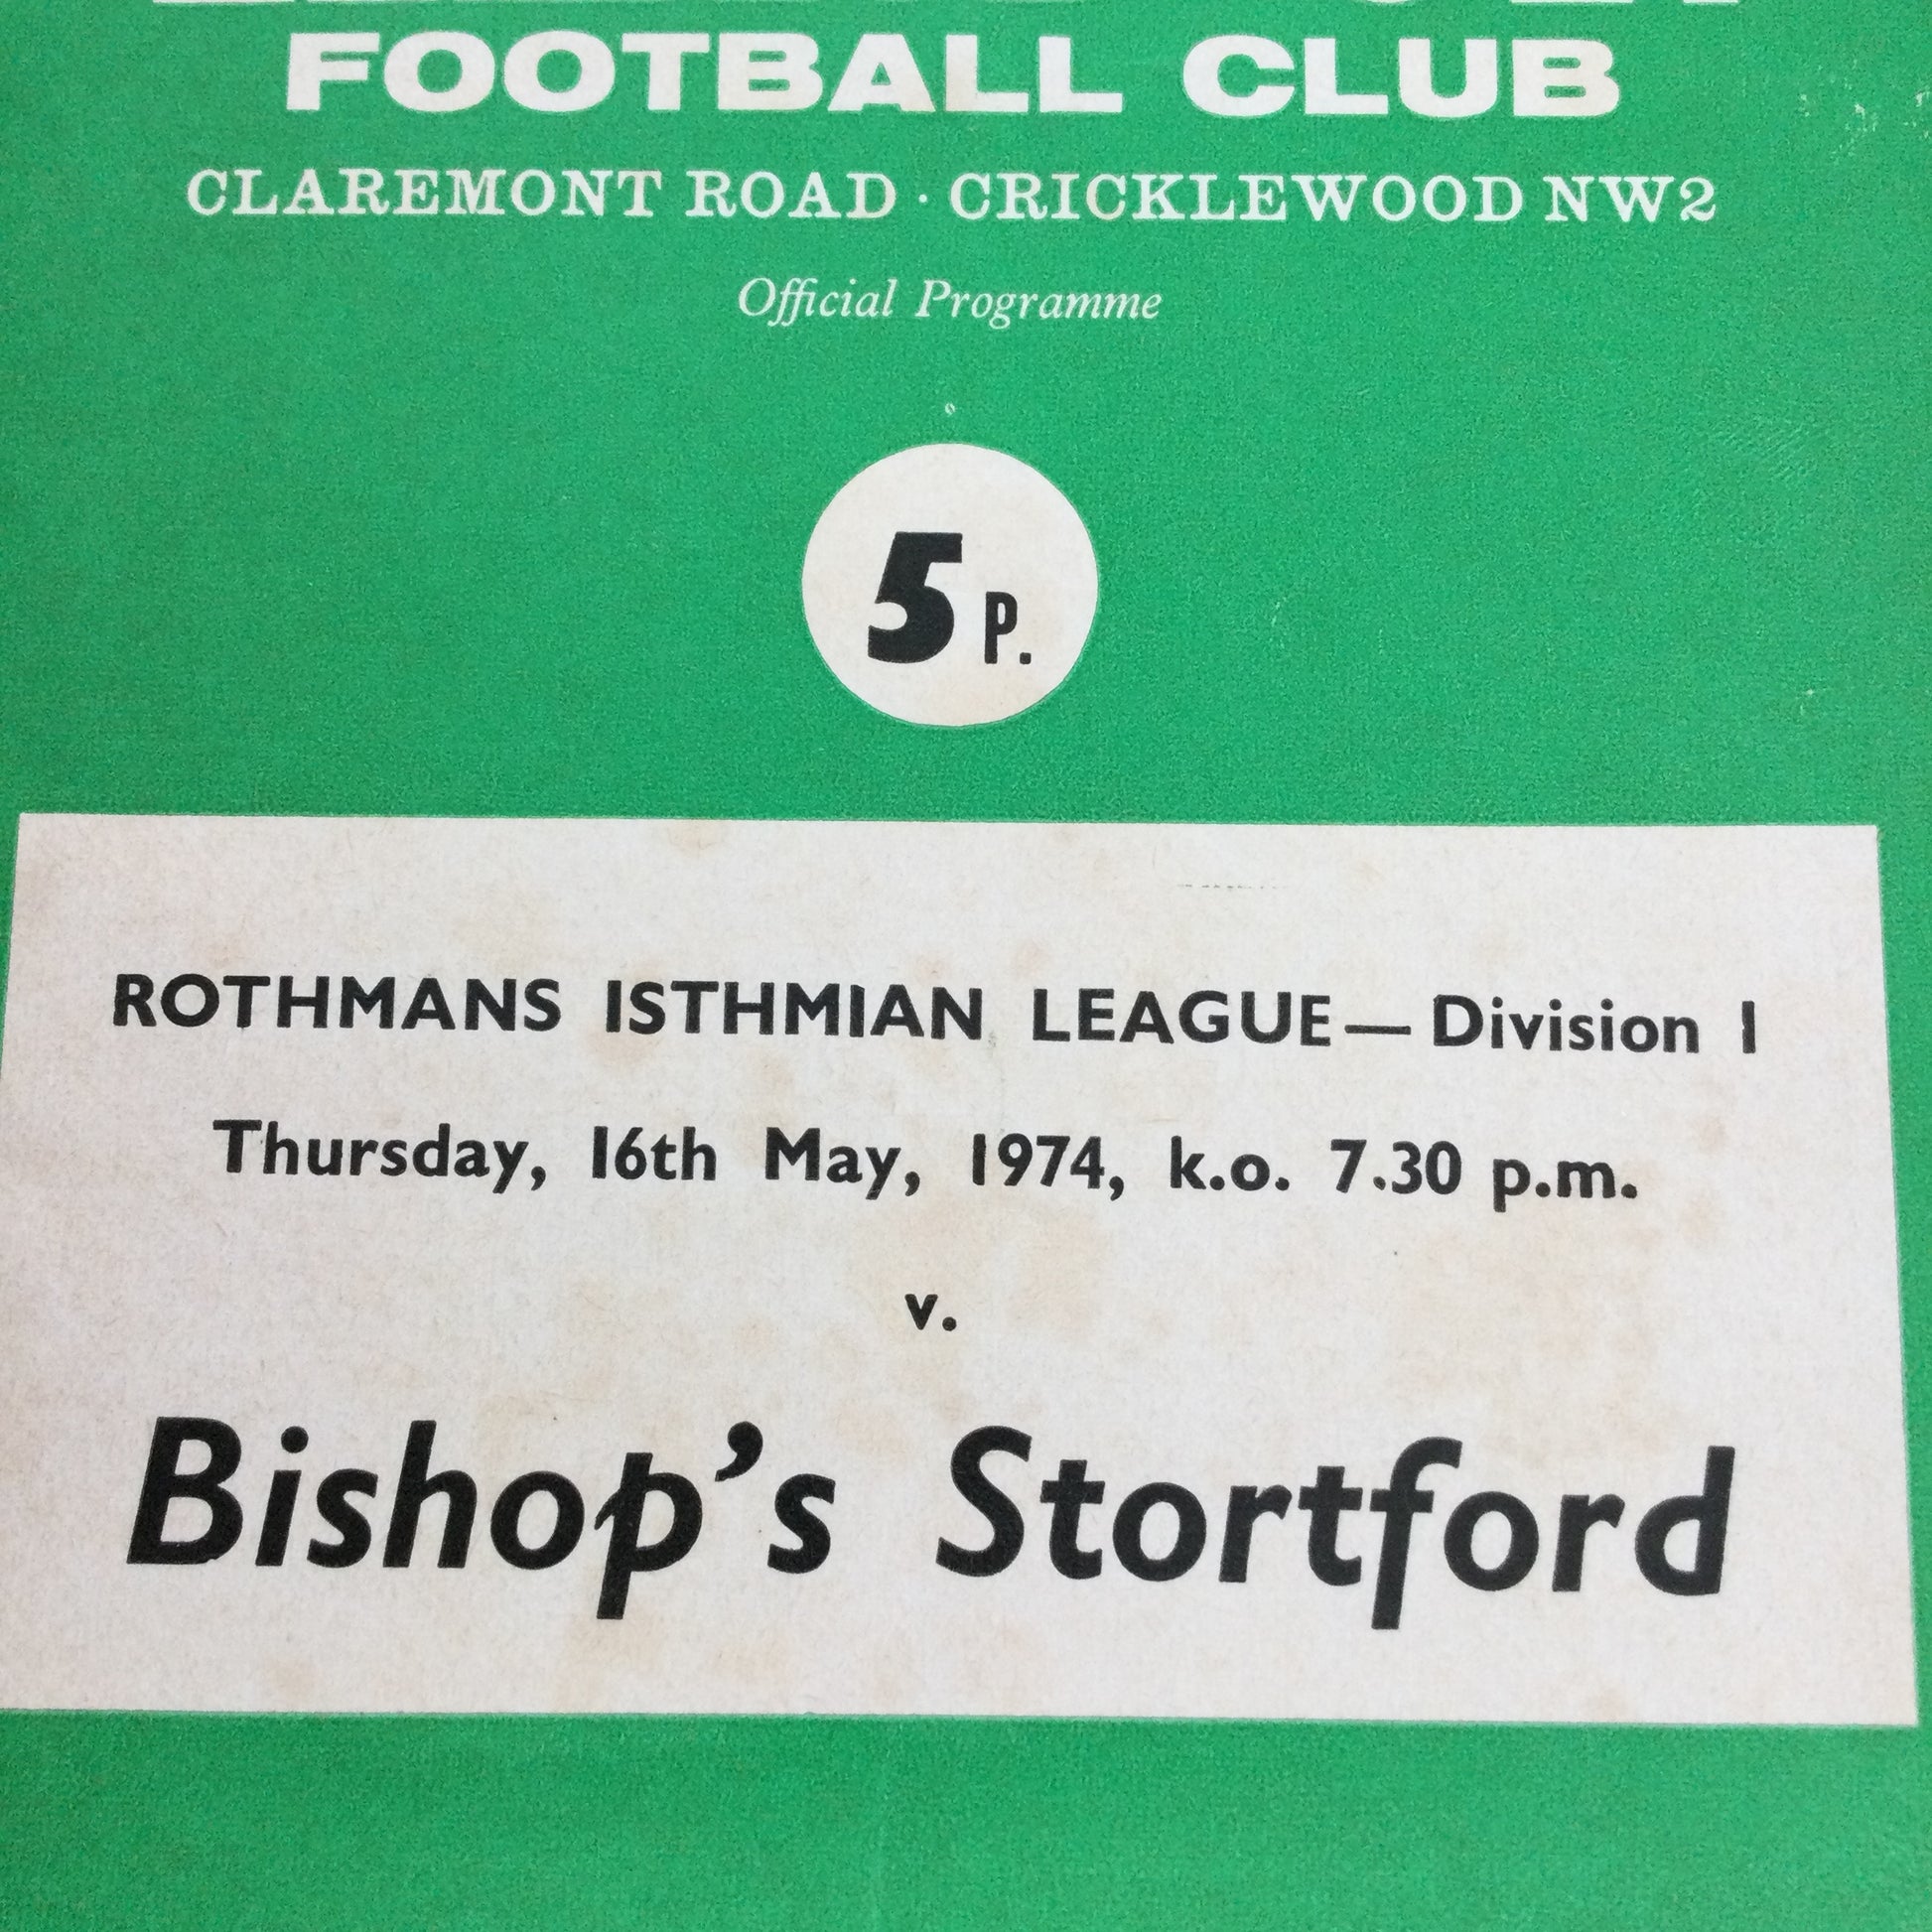 FOOTBALL CLUB
CLAREMONT ROAD · CRICKLEWOOD NW2
Official Programme
5 P.
ROTHMANS ISTHMIAN LEAGUE — Division I
Thursday, 16th May, 1974, k.o. 7.30 p.m.
v.
Bishop's Stortford